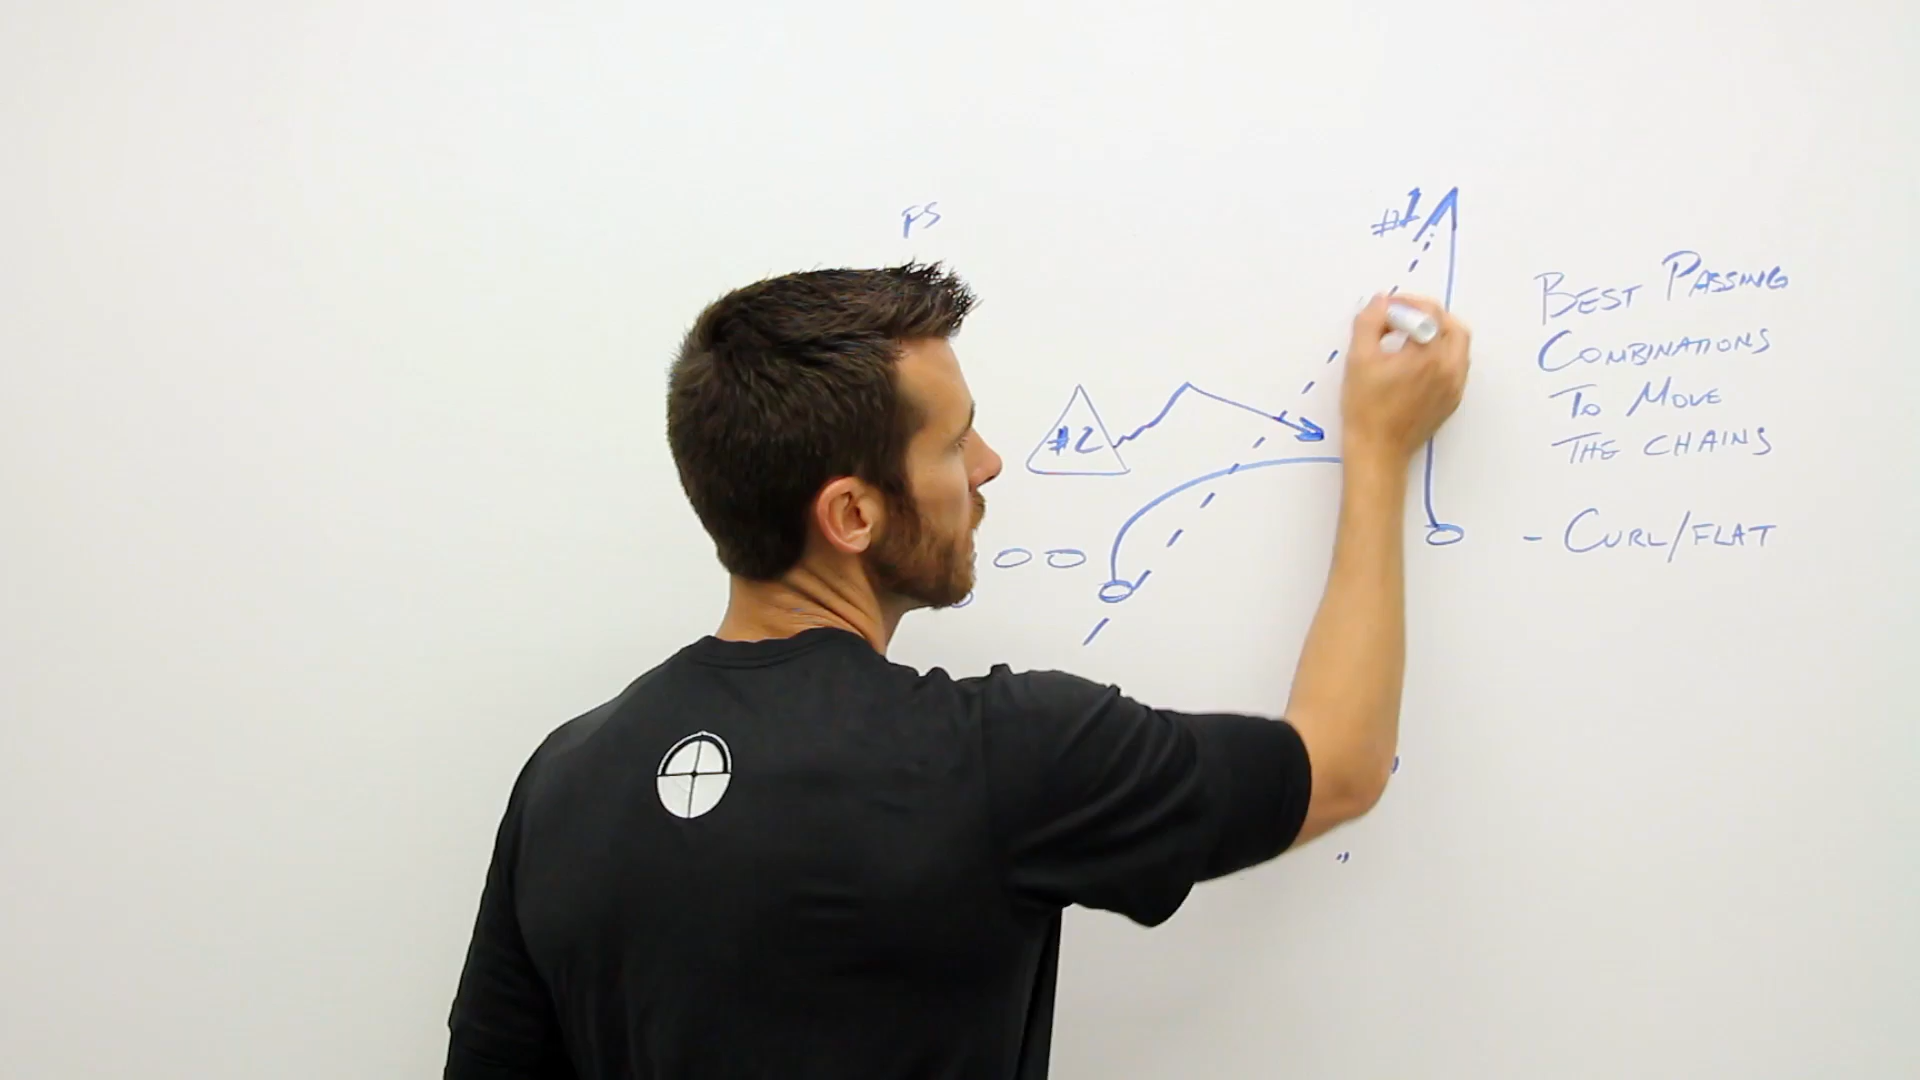 FS
#1
#2
BEST PASSING
COMBINATIONS
TO MOVE
THE CHAINS
- CURL/FLAT